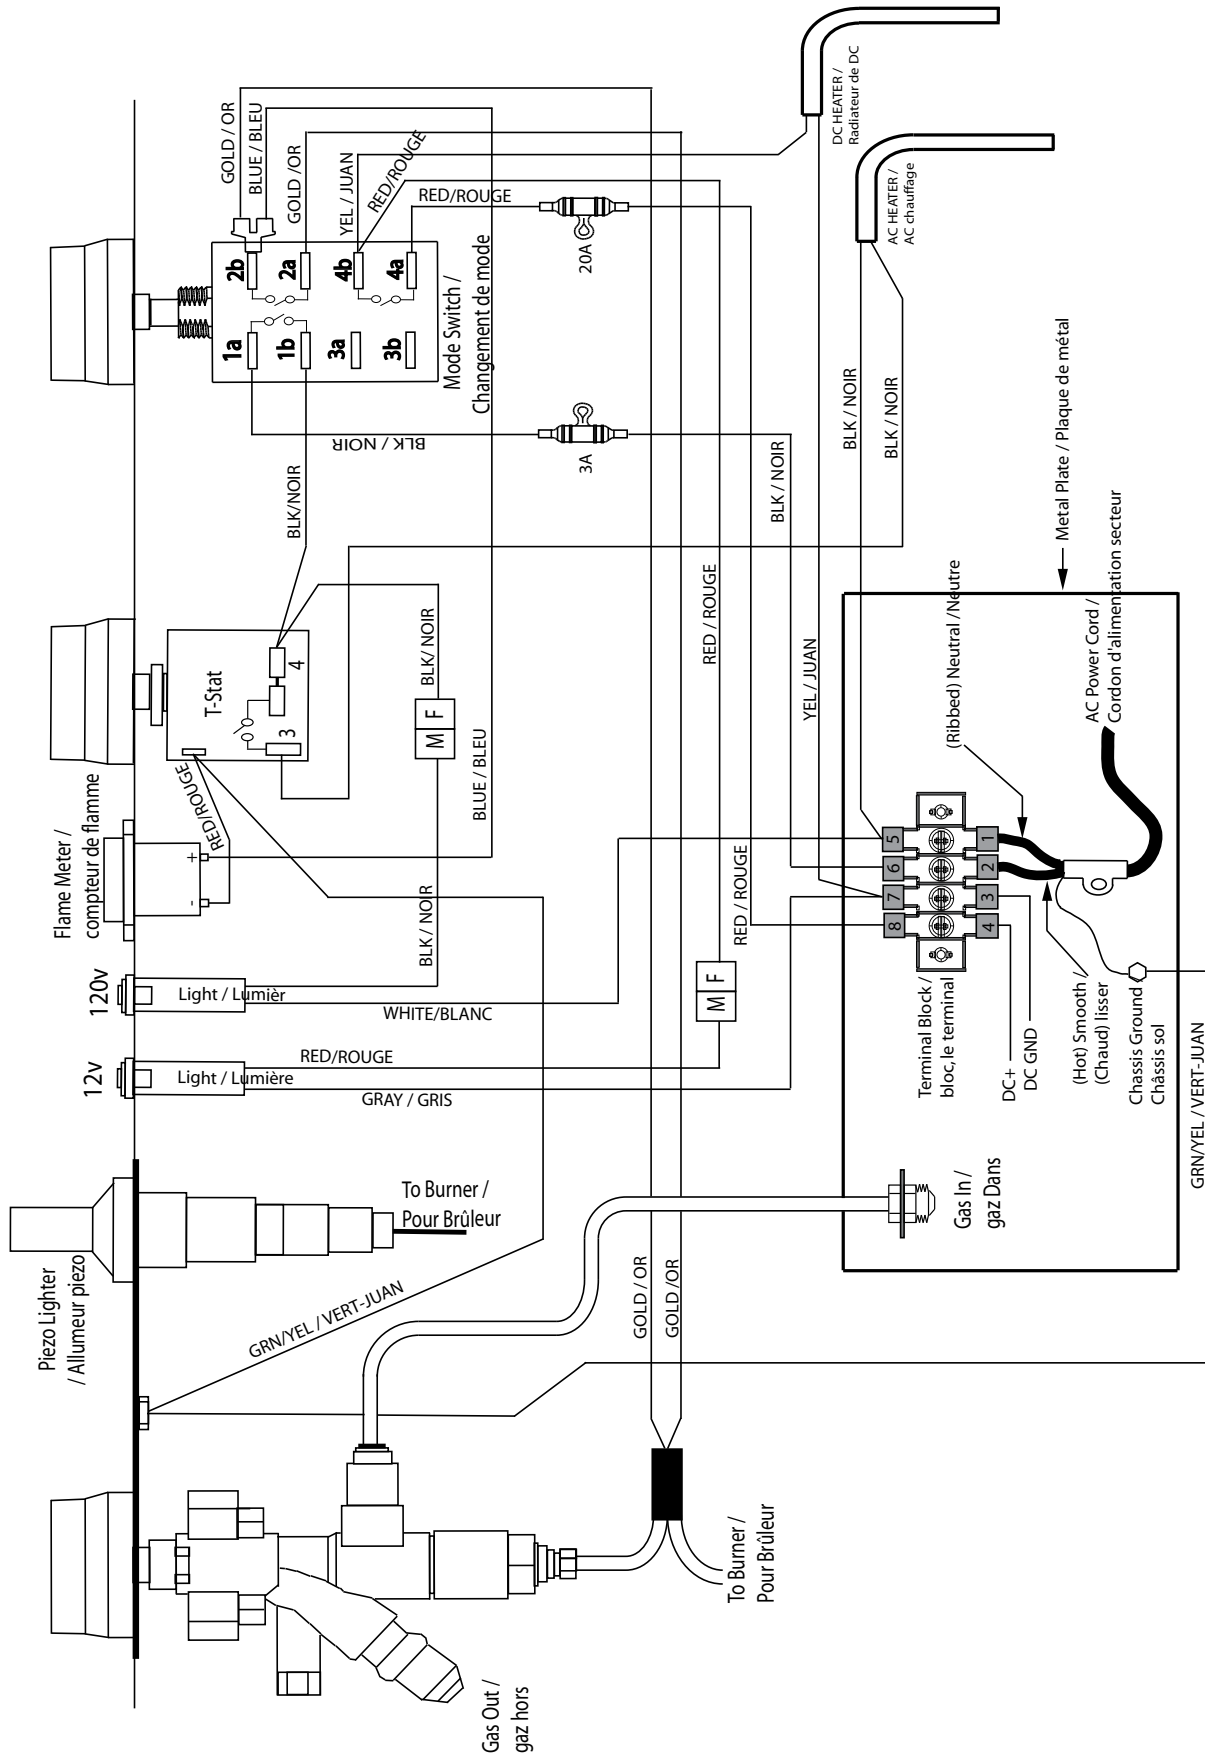 Piezo Lighter
/ Allumeur piezo
12v
120v
Flame Meter /
compteur de flamme
Light / Lumière
Light / Lumièr
RED/ROUGE
GRAY / GRIS
WHITE/BLANC
BLK / NOIR
RED/ROUGE
T-Stat
3
4
BLK/ NOIR
M F
BLUE / BLEU
BLK/NOIR
1a
1b
3a
3b
2b
2a
4b
4a
Mode Switch /
Changement de mode
GOLD / OR
BLUE / BLEU
GOLD /OR
YEL / JUAN
RED/ROUGE
RED/ROUGE
BLK / NOIR
3A
20A
DC HEATER /
Radiateur de DC
AC HEATER /
AC chauffage
BLK / NOIR
BLK / NOIR
BLK / NOIR
RED / ROUGE
YEL / JUAN
RED / ROUGE
M F
To Burner /
Pour Brûleur
GRN/YEL / VERT-JUAN
GOLD / OR
GOLD /OR
Gas Out /
gaz hors
To Burner /
Pour Brûleur
Gas In /
gaz Dans
8 7 6 5
4 3 2 1
Terminal Block /
bloc,le terminal
DC+
DC GND
(Hot) Smooth /
(Chaud) lisser
Chassis Ground /
Châssis sol
(Ribbed) Neutral /Neutre
AC Power Cord /
Cordon d'alimentation secteur
Metal Plate / Plaque de métal
GRN/YEL / VERT-JUAN
+
-